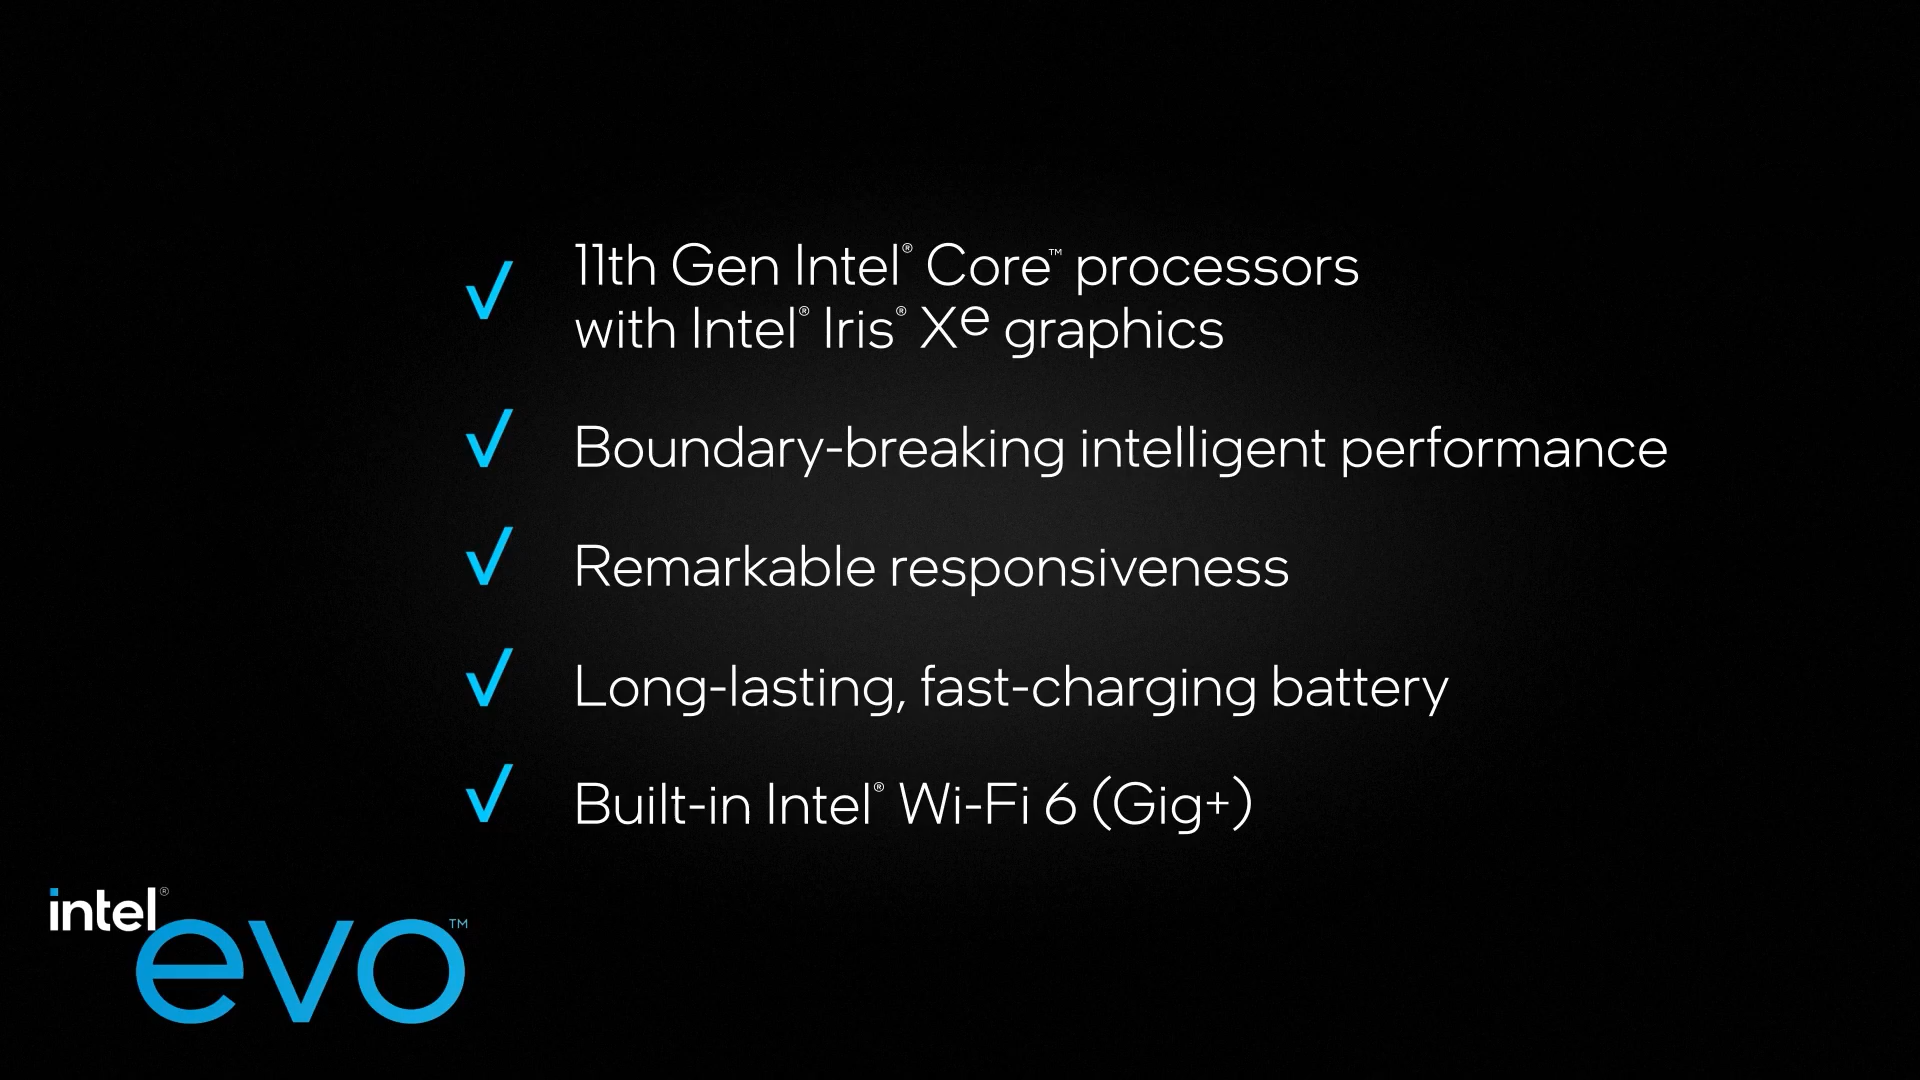 11th Gen Intel® Core™ processors
with Intel® Iris® Xe graphics
Boundary-breaking intelligent performance
Remarkable responsiveness
Long-lasting, fast-charging battery
Built-in Intel® Wi-Fi 6 (Gig+)
intel®
evo™